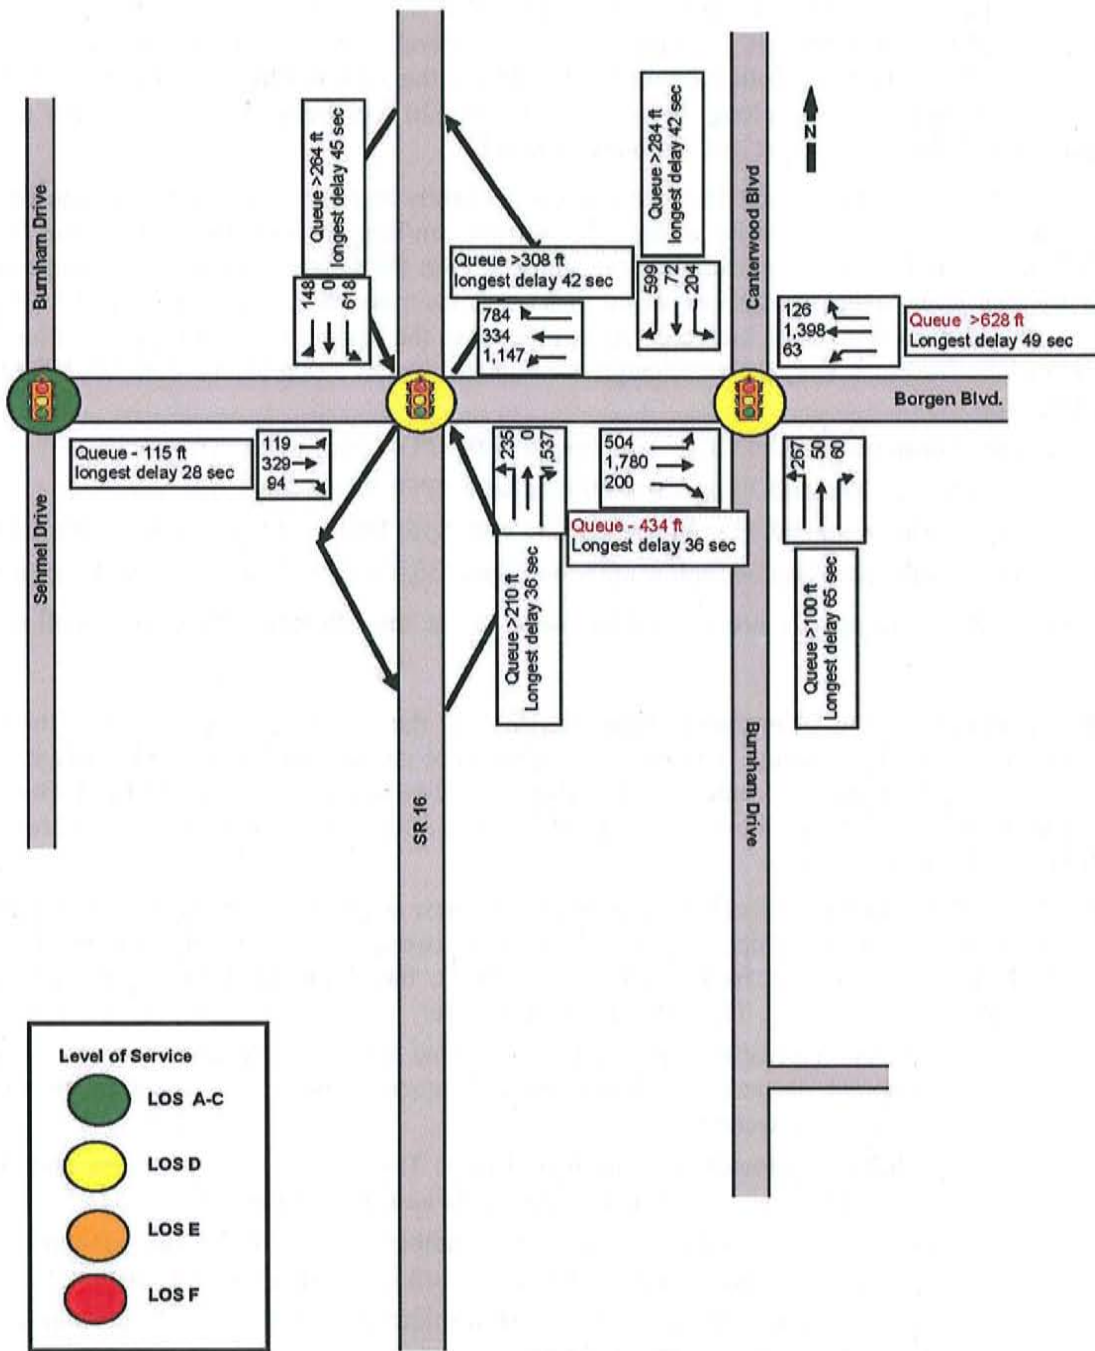 Burnham Drive
Sehmel Drive
Queue >264 ft
longest delay 45 sec
148
0
618
Queue >308 ft
longest delay 42 sec
784
334
1,147
Queue >284 ft
longest delay 42 sec
599
72
204
Canterwood Blvd
N
126
1,398
63
Queue >628 ft
Longest delay 49 sec
Borgen Blvd.
Queue - 115 ft
longest delay 28 sec
119
329
94
235
0
1,537
Queue >210 ft
Longest delay 36 sec
504
1,780
200
Queue - 434 ft
Longest delay 36 sec
267
50
60
Queue >100 ft
Longest delay 65 sec
SR 16
Burnham Drive
Level of Service
LOS A-C
LOS D
LOS E
LOS F